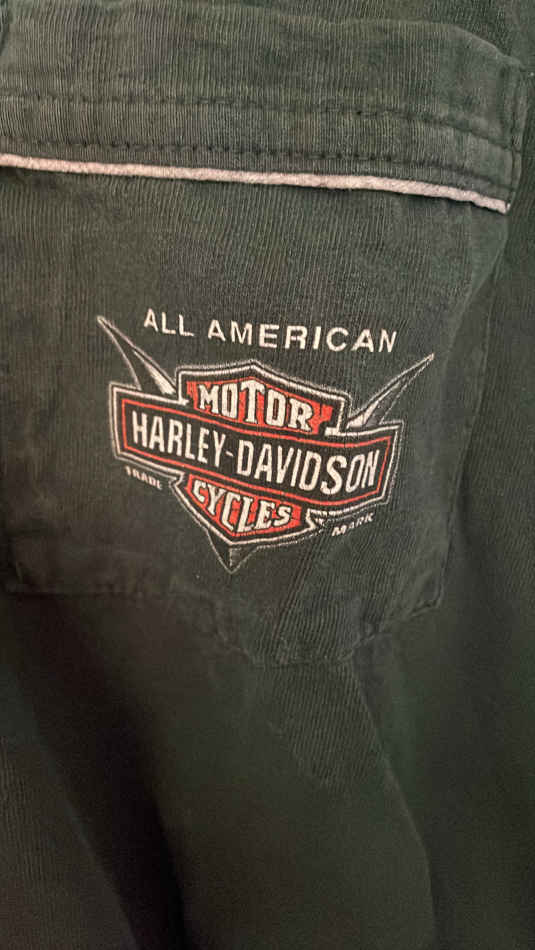 ALL AMERICAN
MOTOR
HARLEY-DAVIDSON
TRADE
CYCLES
MARK